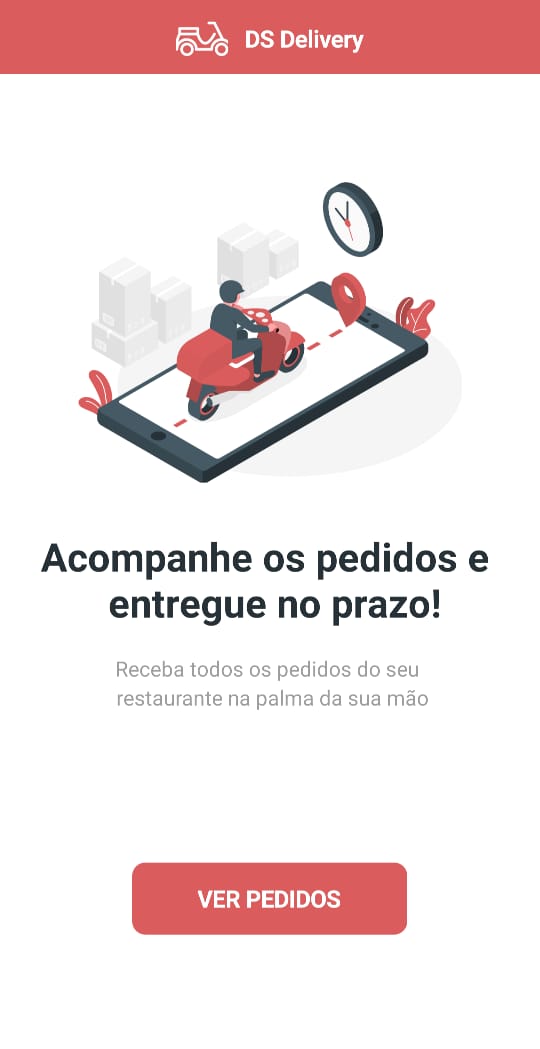 DS Delivery
Acompanhe os pedidos e
entregue no prazo!
Receba todos os pedidos do seu
restaurante na palma da sua mão
VER PEDIDOS